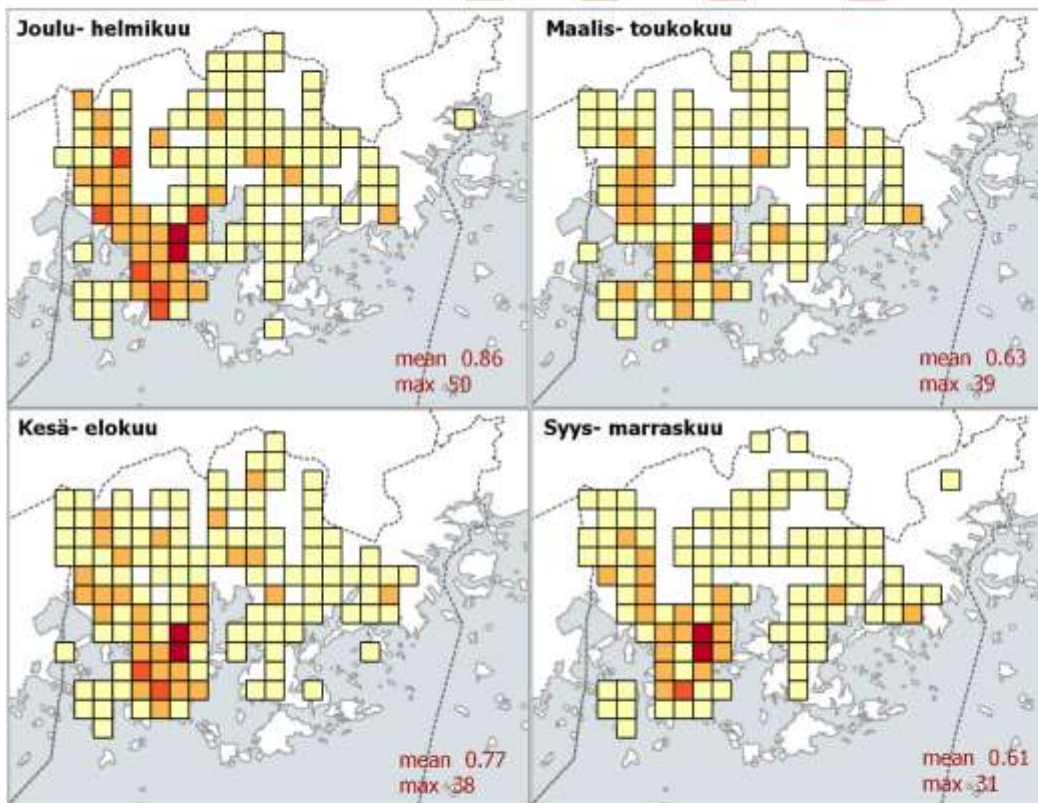 Joulu- helmikuu
mean 0.86
max 50
Maalis- toukokuu
mean 0.63
max 39
Kesä- elokuu
mean 0.77
max 38
Syys- marraskuu
mean 0.61
max 31